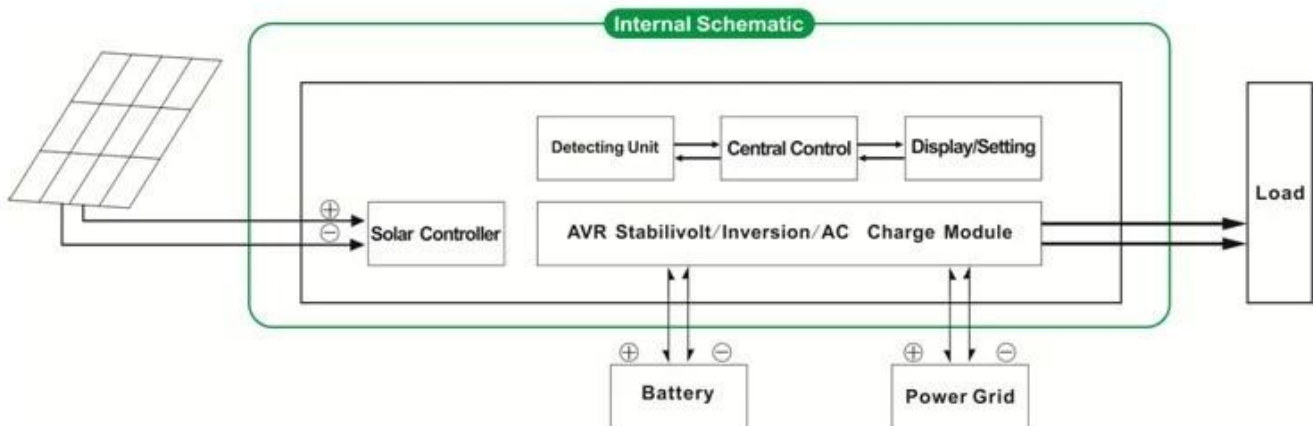 Internal Schematic
Detecting Unit
Central Control
Display/Setting
Load
⊕
⊖
Solar Controller
AVR Stabilivolt/Inversion/AC Charge Module
⊕ ⊖
⊕ ⊖
Battery
Power Grid